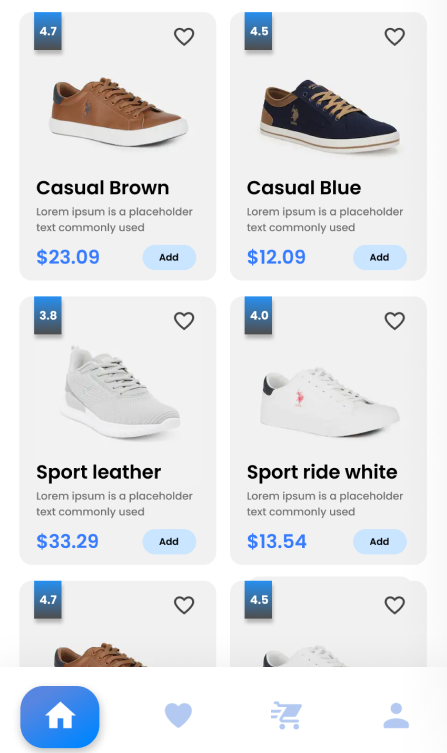 4.7
4.5
Casual Brown
Casual Blue
Lorem ipsum is a placeholder
text commonly used
Lorem ipsum is a placeholder
text commonly used
$23.09
Add
$12.09
Add
3.8
4.0
Sport leather
Sport ride white
Lorem ipsum is a placeholder
text commonly used
Lorem ipsum is a placeholder
text commonly used
$33.29
Add
$13.54
Add
4.7
4.5